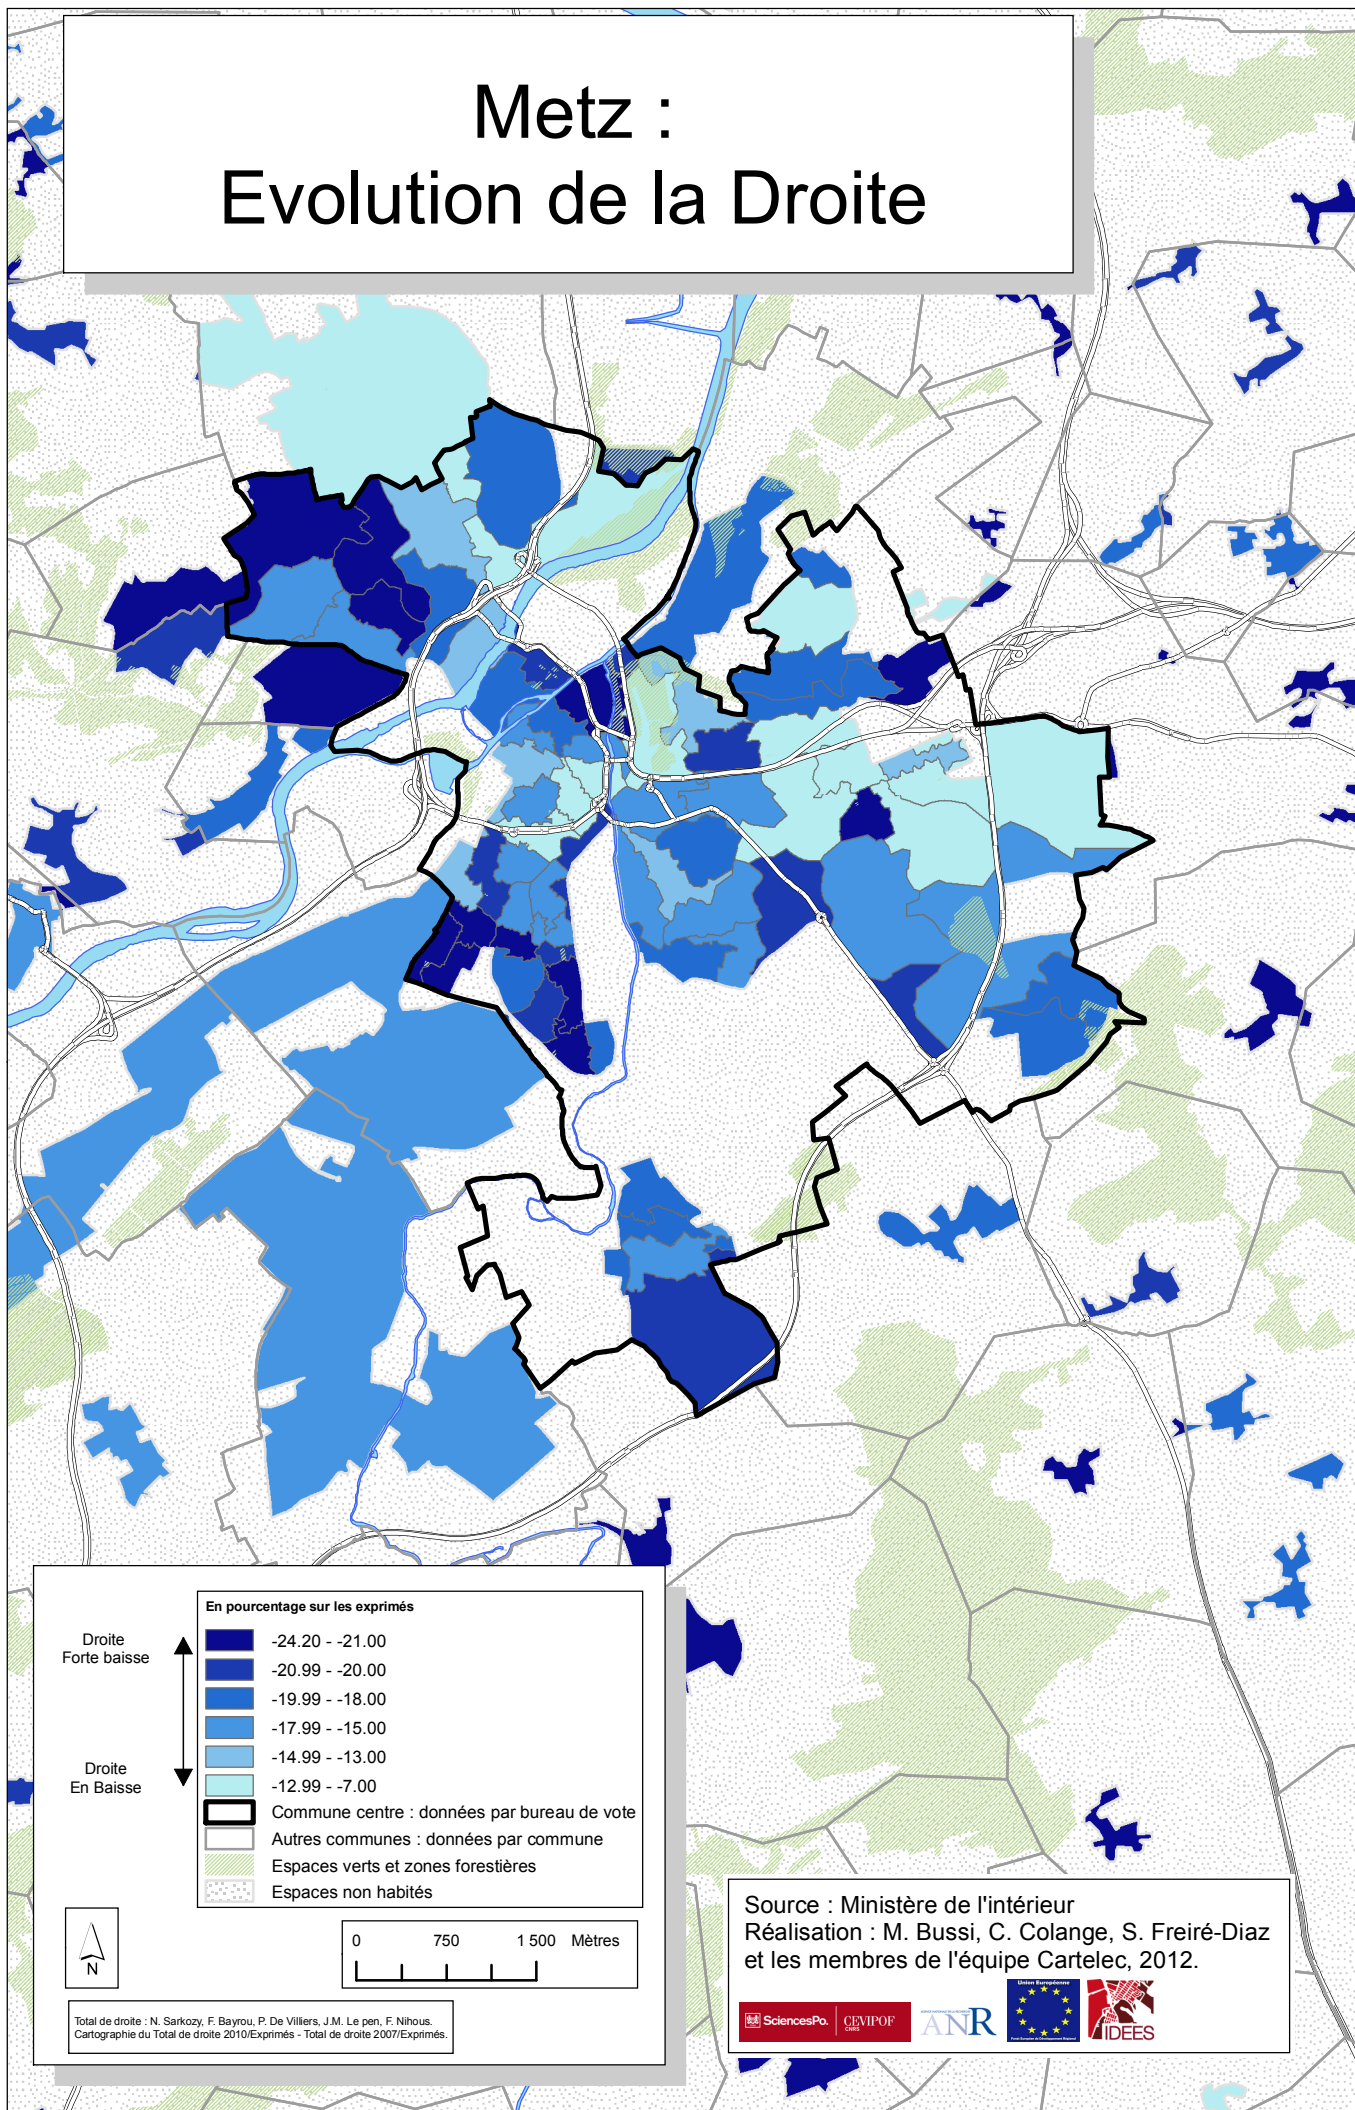 Metz :
Evolution de la Droite
En pourcentage sur les exprimés
Droite
Forte baisse
Droite
En Baisse
-24.20 - -21.00
-20.99 - -20.00
-19.99 - -18.00
-17.99 - -15.00
-14.99 - -13.00
-12.99 - -7.00
Commune centre : données par bureau de vote
Autres communes : données par commune
Espaces verts et zones forestières
Espaces non habités
N
0 750 1 500 Mètres
Total de droite : N. Sarkozy, F. Bayrou, P. De Villiers, J.M. Le pen, F. Nihous.
Cartographie du Total de droite 2010/Exprimés - Total de droite 2007/Exprimés.
Source : Ministère de l'intérieur
Réalisation : M. Bussi, C. Colange, S. Freiré-Diaz
et les membres de l'équipe Cartelec, 2012.
SciencesPo.
CEVIPOF
CNRS
ANR
Union Européenne
IDEES